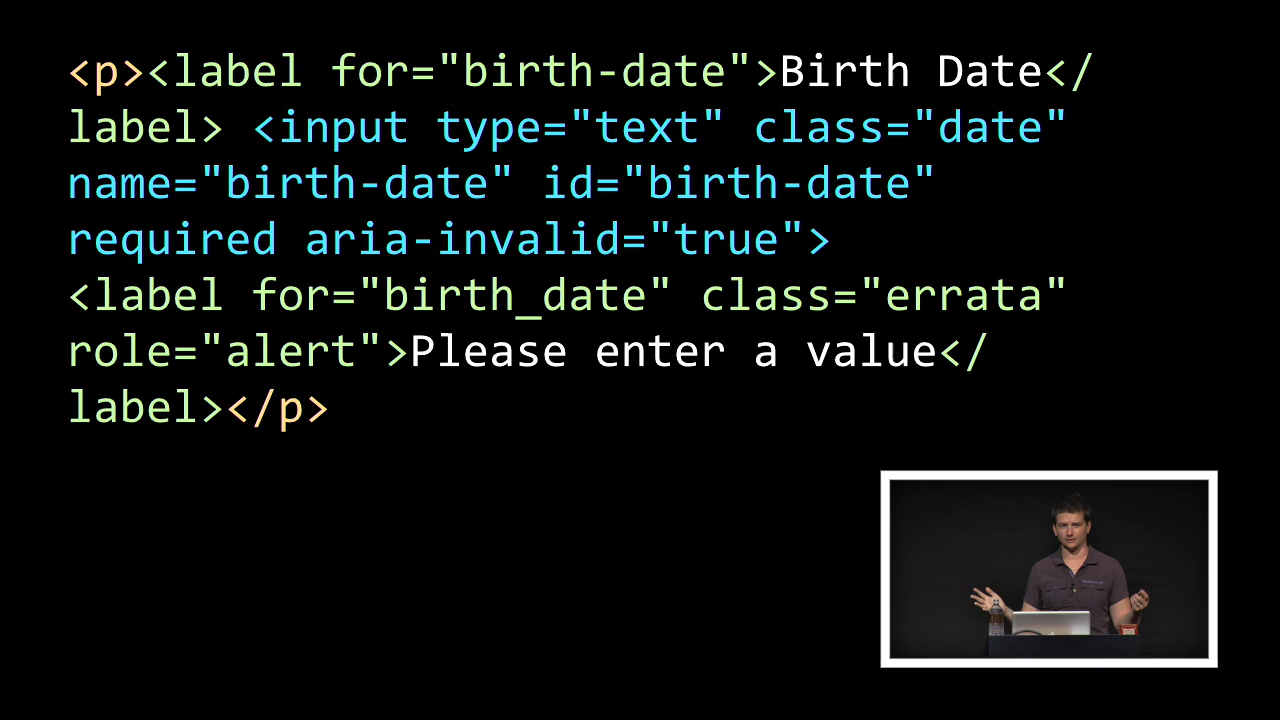 <p><label for="birth-date">Birth Date</
label> <input type="text" class="date"
name="birth-date" id="birth-date"
required aria-invalid="true">
<label for="birth_date" class="errata"
role="alert">Please enter a value</
label></p>